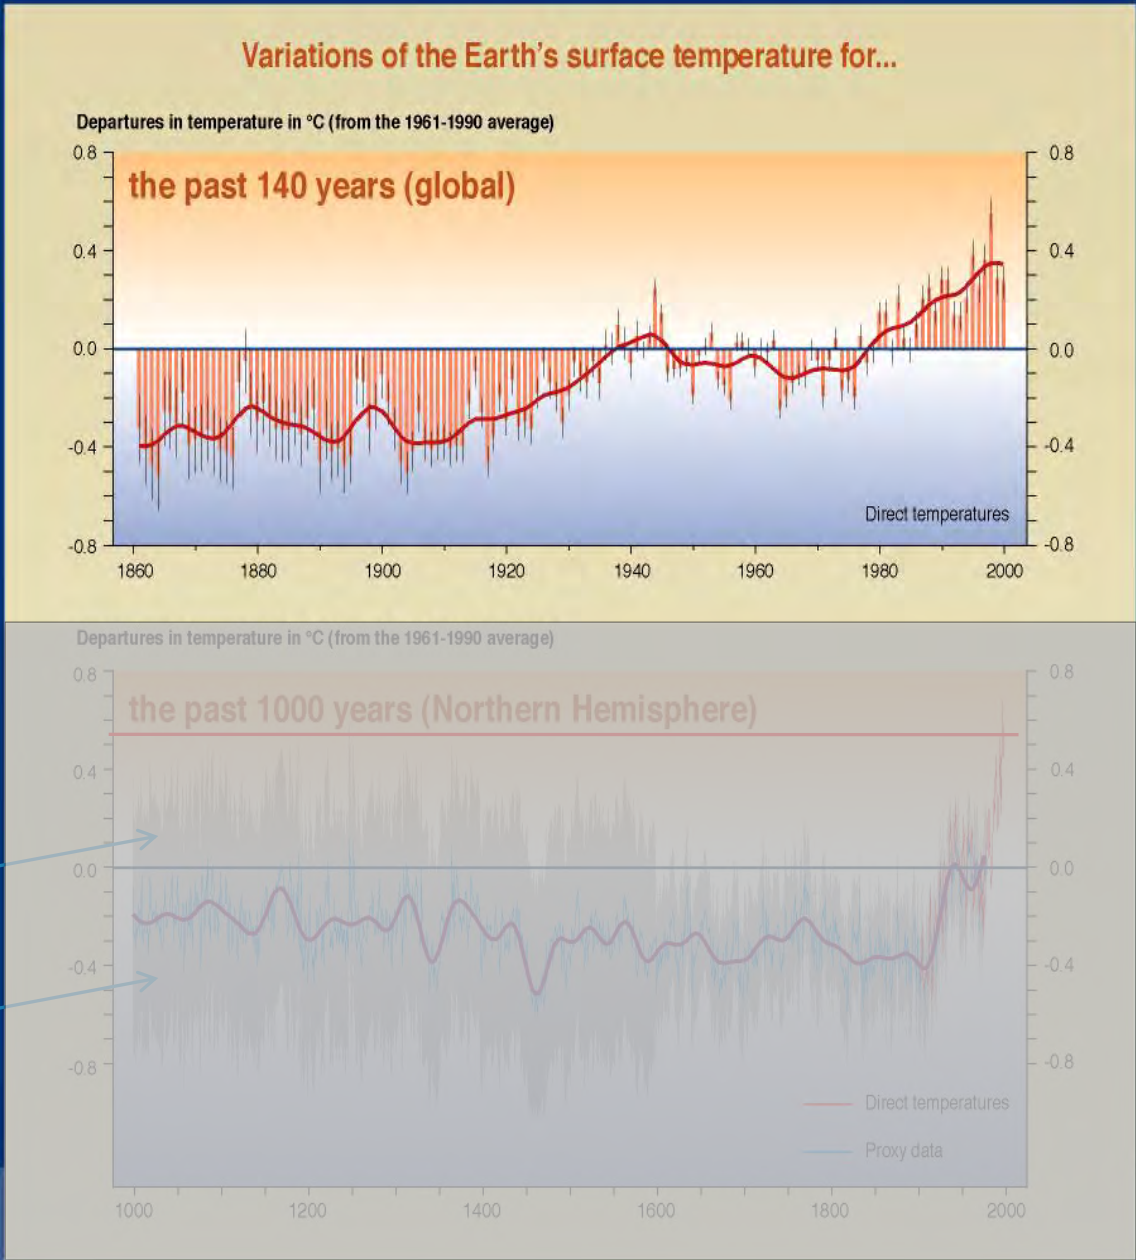 Variations of the Earth's surface temperature for...
Departures in temperature in °C (from the 1961-1990 average)
the past 140 years (global)
0.8 0.8
0.4 0.4
0.0 0.0
-0.4 -0.4
-0.8 -0.8
Direct temperatures
1860 1880 1900 1920 1940 1960 1980 2000
Departures in temperature in °C (from the 1961-1990 average)
the past 1000 years (Northern Hemisphere)
0.8 0.8
0.4 0.4
0.0 0.0
-0.4 -0.4
-0.8 -0.8
Direct temperatures
Proxy data
1000 1200 1400 1600 1800 2000